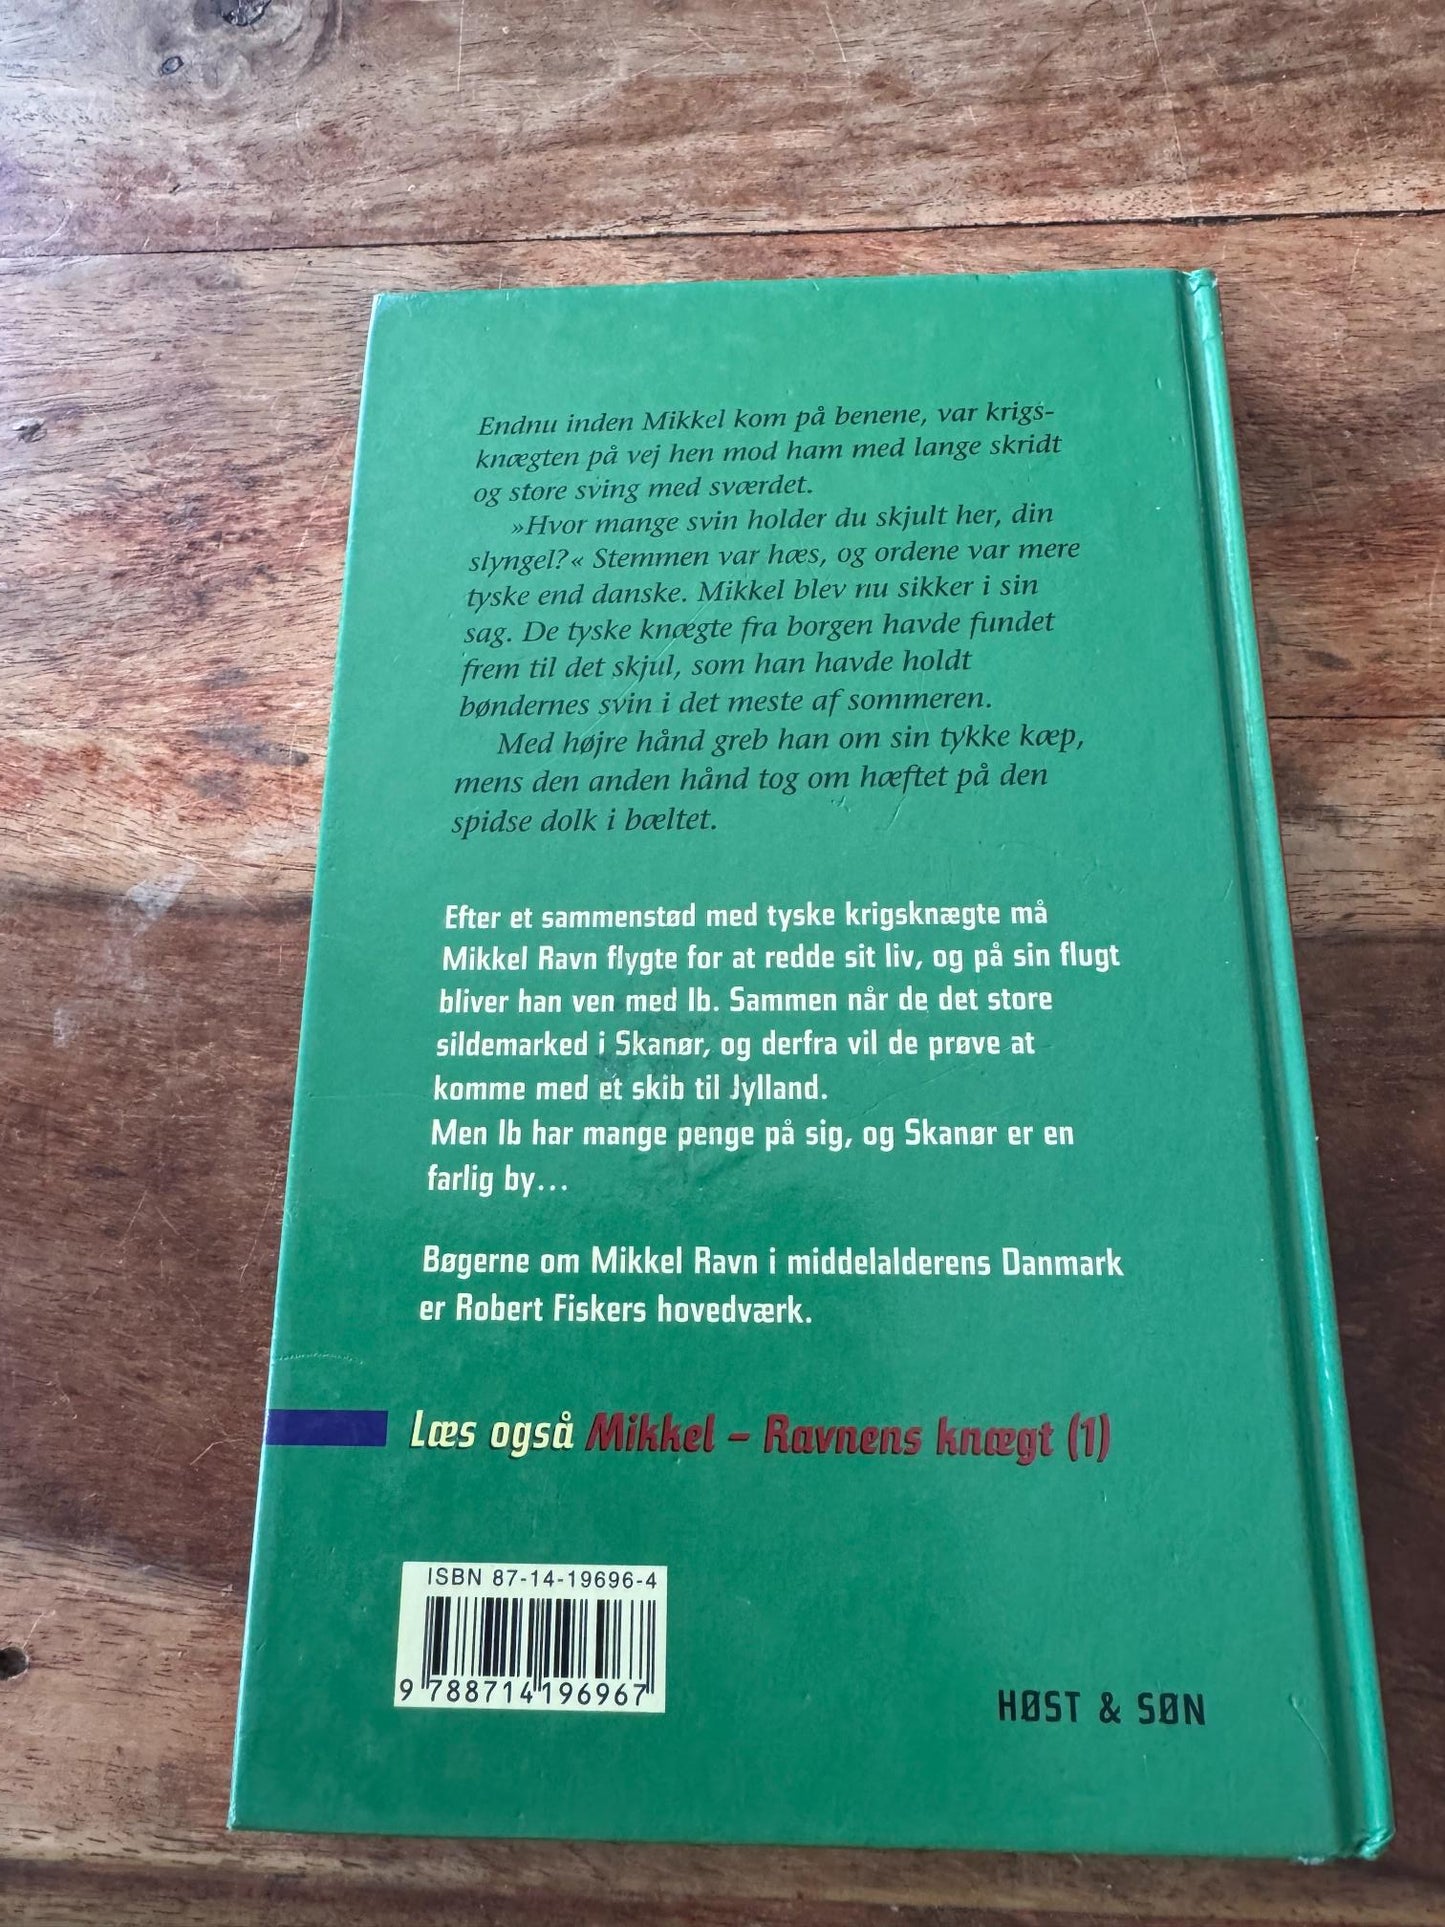 Endnu inden Mikkel kom på benene, var krigs-
knægten på vej hen mod ham med lange skridt
og store sving med sværdet.
»Hvor mange svin holder du skjult her, din
slyngel?« Stemmen var hæs, og ordene var mere
tyske end danske. Mikkel blev nu sikker i sin
sag. De tyske knægte fra borgen havde fundet
frem til det skjul, som han havde holdt
bøndernes svin i det meste af sommeren.
Med højre hånd greb han om sin tykke kæp,
mens den anden hånd tog om hæftet på den
spidse dolk i bæltet.
Efter et sammenstød med tyske krigsknægte må
Mikkel Ravn flygte for at redde sit liv, og på sin flugt
bliver han ven med Ib. Sammen når de det store
sildemarked i Skanør, og derfra vil de prøve at
komme med et skib til Jylland.
Men Ib har mange penge på sig, og Skanør er en
farlig by...
Bøgerne om Mikkel Ravn i middelalderens Danmark
er Robert Fiskers hovedværk.
Læs også Mikkel – Ravnens knægt (1)
ISBN 87-14-19696-4
9 788714 196967
HØST & SØN